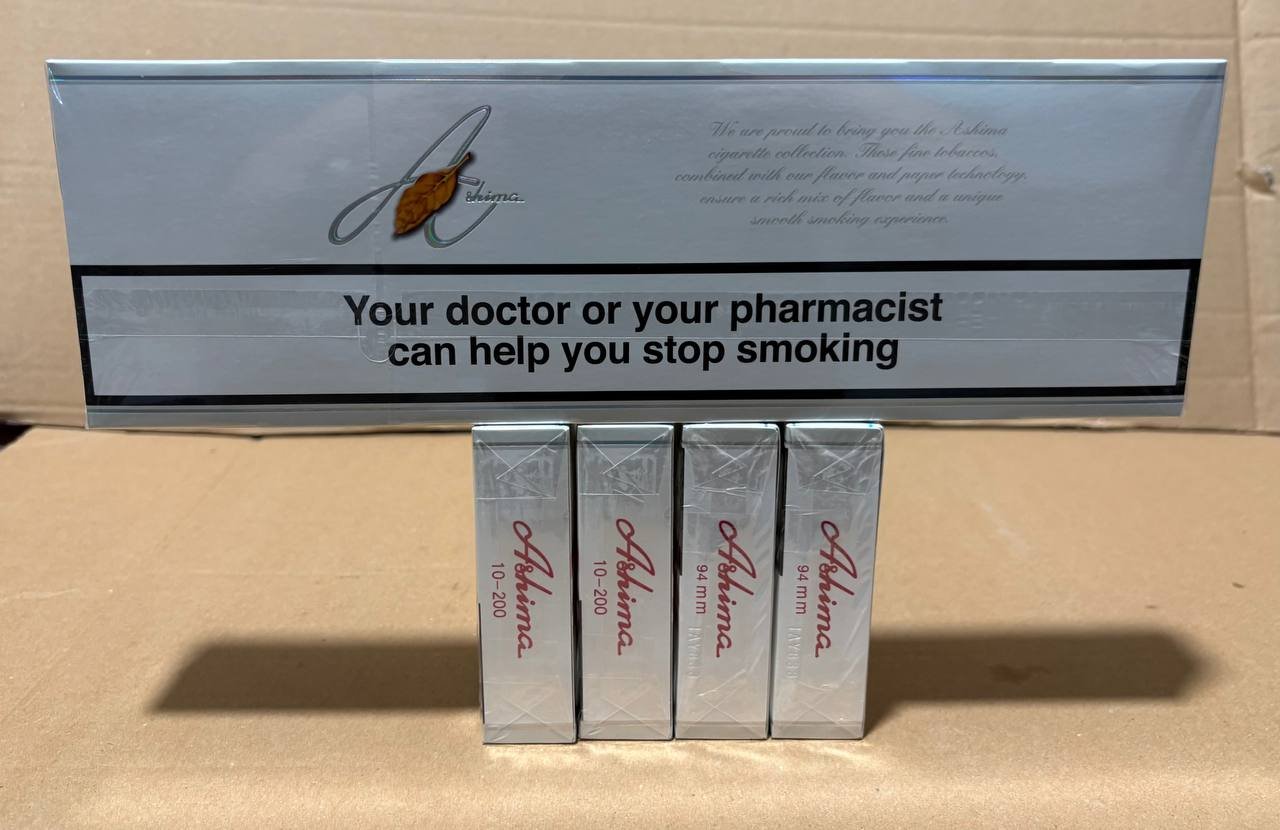 Ashima
We are proud to bring you the Ashima
cigarette collection. These fine tobaccos,
combined with our flavor and paper technology,
ensure a rich mix of flavor and a unique
smooth smoking experience.
Your doctor or your pharmacist
can help you stop smoking
Ashima
10-200
Ashima
10-200
Ashima
94 mm
Ashima
94 mm